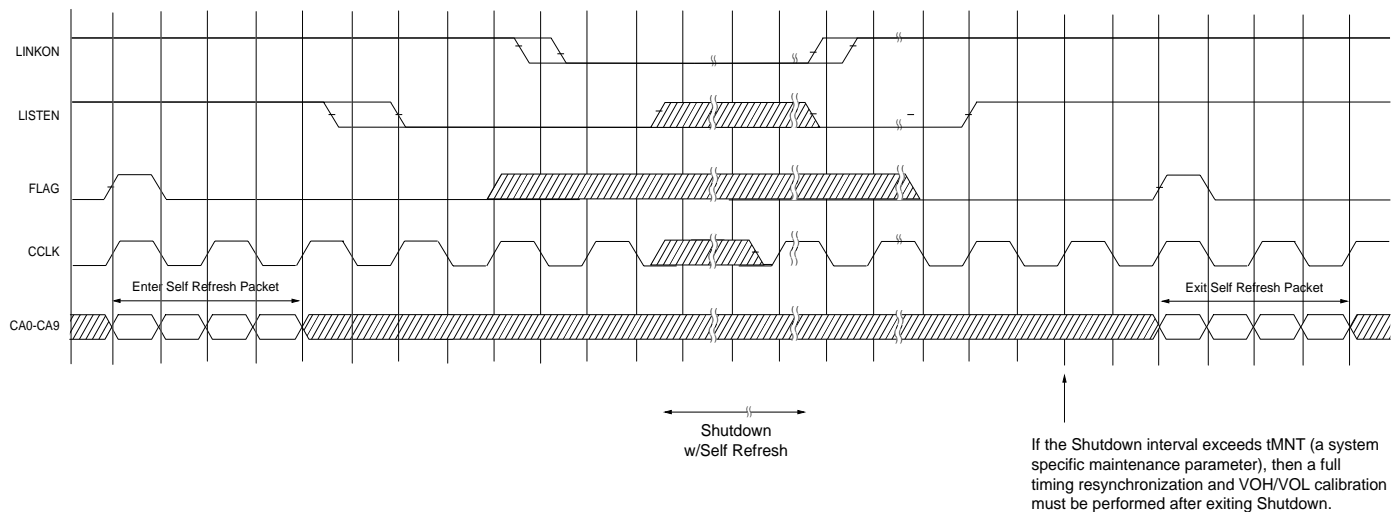 LINKON
LISTEN
FLAG
CCLK
Enter Self Refresh Packet
Exit Self Refresh Packet
CA0-CA9
Shutdown
w/Self Refresh
If the Shutdown interval exceeds tMNT (a system
specific maintenance parameter), then a full
timing resynchronization and VOH/VOL calibration
must be performed after exiting Shutdown.